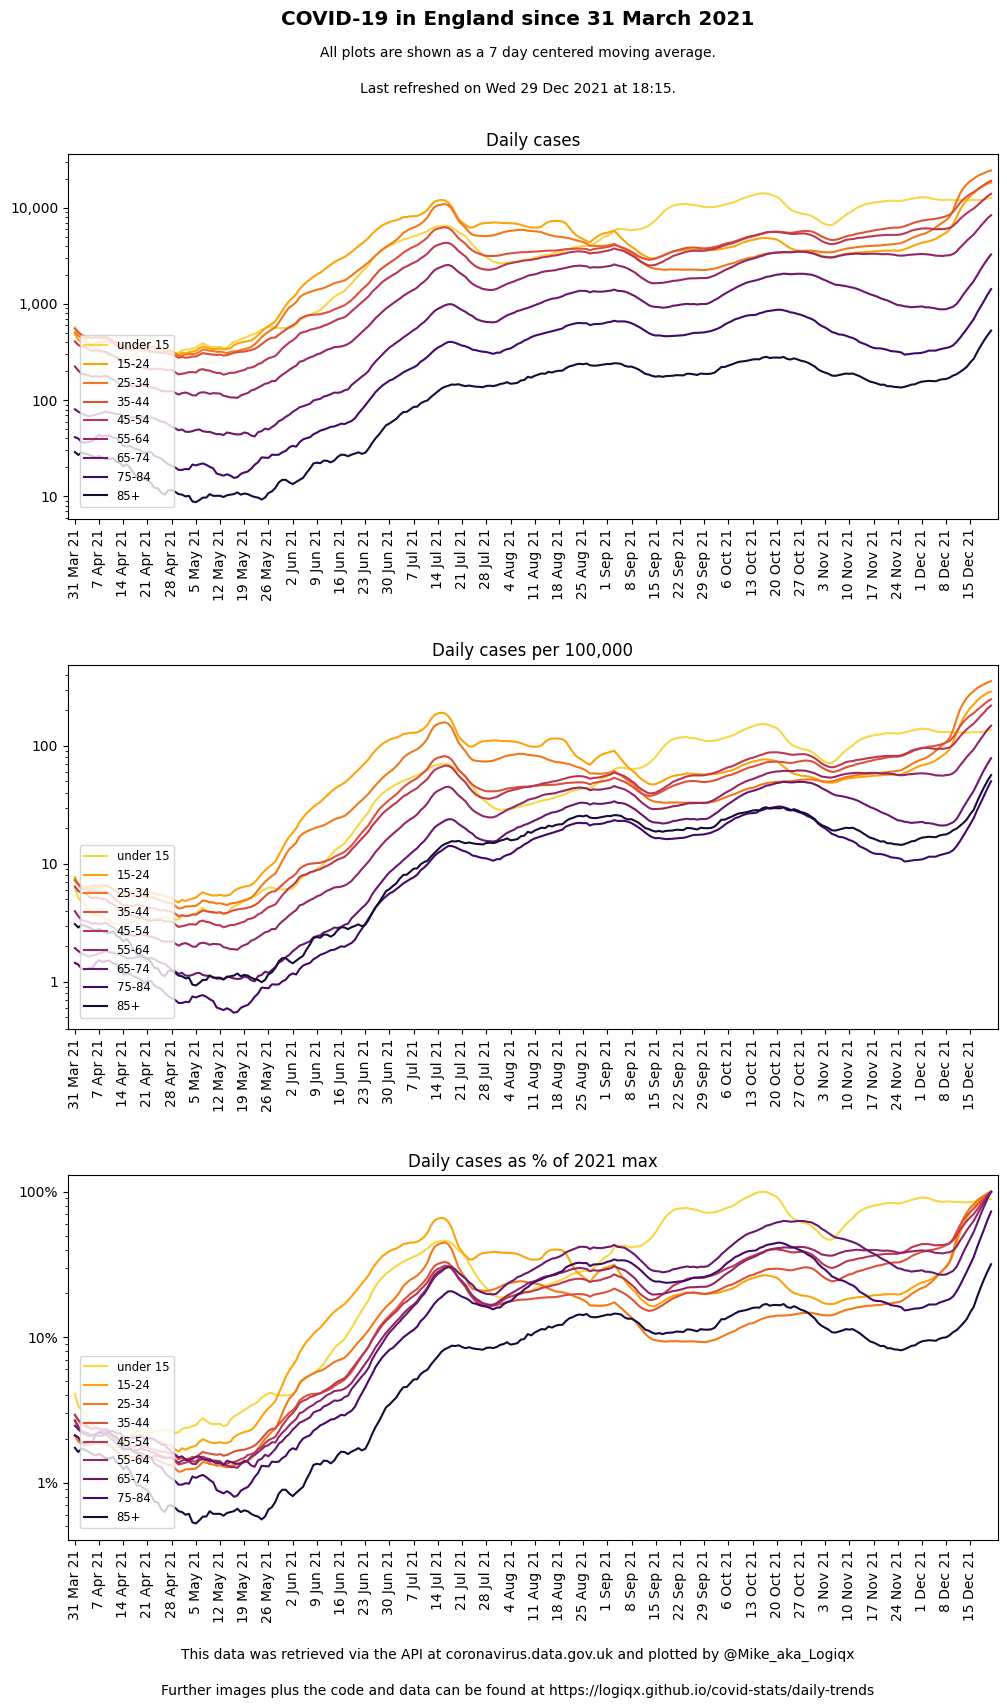 COVID-19 in England since 31 March 2021
All plots are shown as a 7 day centered moving average.
Last refreshed on Wed 29 Dec 2021 at 18:15.
Daily cases
10,000
1,000
100
10
under 15
15-24
25-34
35-44
45-54
55-64
65-74
75-84
85+
31 Mar 21
7 Apr 21
14 Apr 21
21 Apr 21
28 Apr 21
5 May 21
12 May 21
19 May 21
26 May 21
2 Jun 21
9 Jun 21
16 Jun 21
23 Jun 21
30 Jun 21
7 Jul 21
14 Jul 21
21 Jul 21
28 Jul 21
4 Aug 21
11 Aug 21
18 Aug 21
25 Aug 21
1 Sep 21
8 Sep 21
15 Sep 21
22 Sep 21
29 Sep 21
6 Oct 21
13 Oct 21
20 Oct 21
27 Oct 21
3 Nov 21
10 Nov 21
17 Nov 21
24 Nov 21
1 Dec 21
8 Dec 21
15 Dec 21
Daily cases per 100,000
100
10
1
under 15
15-24
25-34
35-44
45-54
55-64
65-74
75-84
85+
31 Mar 21
7 Apr 21
14 Apr 21
21 Apr 21
28 Apr 21
5 May 21
12 May 21
19 May 21
26 May 21
2 Jun 21
9 Jun 21
16 Jun 21
23 Jun 21
30 Jun 21
7 Jul 21
14 Jul 21
21 Jul 21
28 Jul 21
4 Aug 21
11 Aug 21
18 Aug 21
25 Aug 21
1 Sep 21
8 Sep 21
15 Sep 21
22 Sep 21
29 Sep 21
6 Oct 21
13 Oct 21
20 Oct 21
27 Oct 21
3 Nov 21
10 Nov 21
17 Nov 21
24 Nov 21
1 Dec 21
8 Dec 21
15 Dec 21
Daily cases as % of 2021 max
100%
10%
1%
under 15
15-24
25-34
35-44
45-54
55-64
65-74
75-84
85+
31 Mar 21
7 Apr 21
14 Apr 21
21 Apr 21
28 Apr 21
5 May 21
12 May 21
19 May 21
26 May 21
2 Jun 21
9 Jun 21
16 Jun 21
23 Jun 21
30 Jun 21
7 Jul 21
14 Jul 21
21 Jul 21
28 Jul 21
4 Aug 21
11 Aug 21
18 Aug 21
25 Aug 21
1 Sep 21
8 Sep 21
15 Sep 21
22 Sep 21
29 Sep 21
6 Oct 21
13 Oct 21
20 Oct 21
27 Oct 21
3 Nov 21
10 Nov 21
17 Nov 21
24 Nov 21
1 Dec 21
8 Dec 21
15 Dec 21
This data was retrieved via the API at coronavirus.data.gov.uk and plotted by @Mike_aka_Logiqx
Further images plus the code and data can be found at https://logiqx.github.io/covid-stats/daily-trends